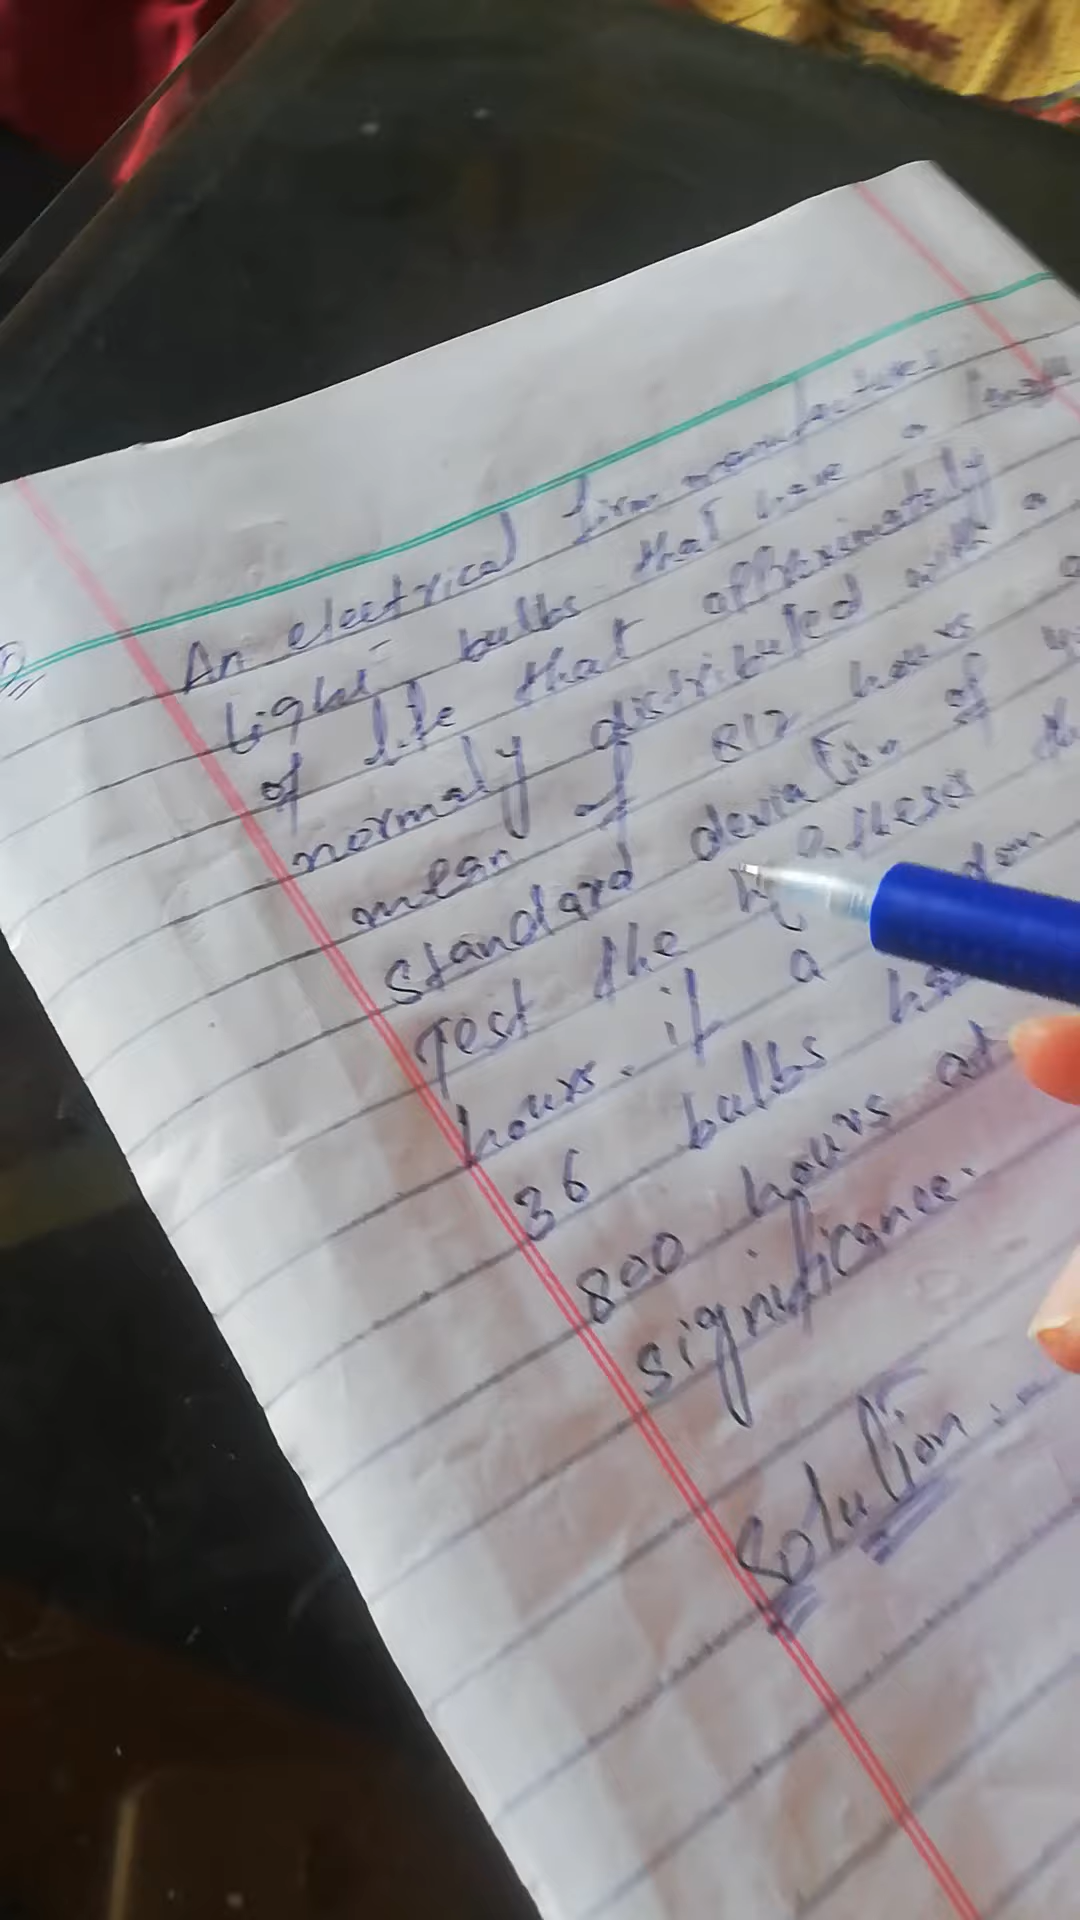 An electrical firm manufactures
Light bulbs that have a length
of life that approximately
normaly distributed with a
mean of 812 hours
Standard deviation of
Test the
hours. if a
36 bulbs
800 hours at
significance.
Solution: